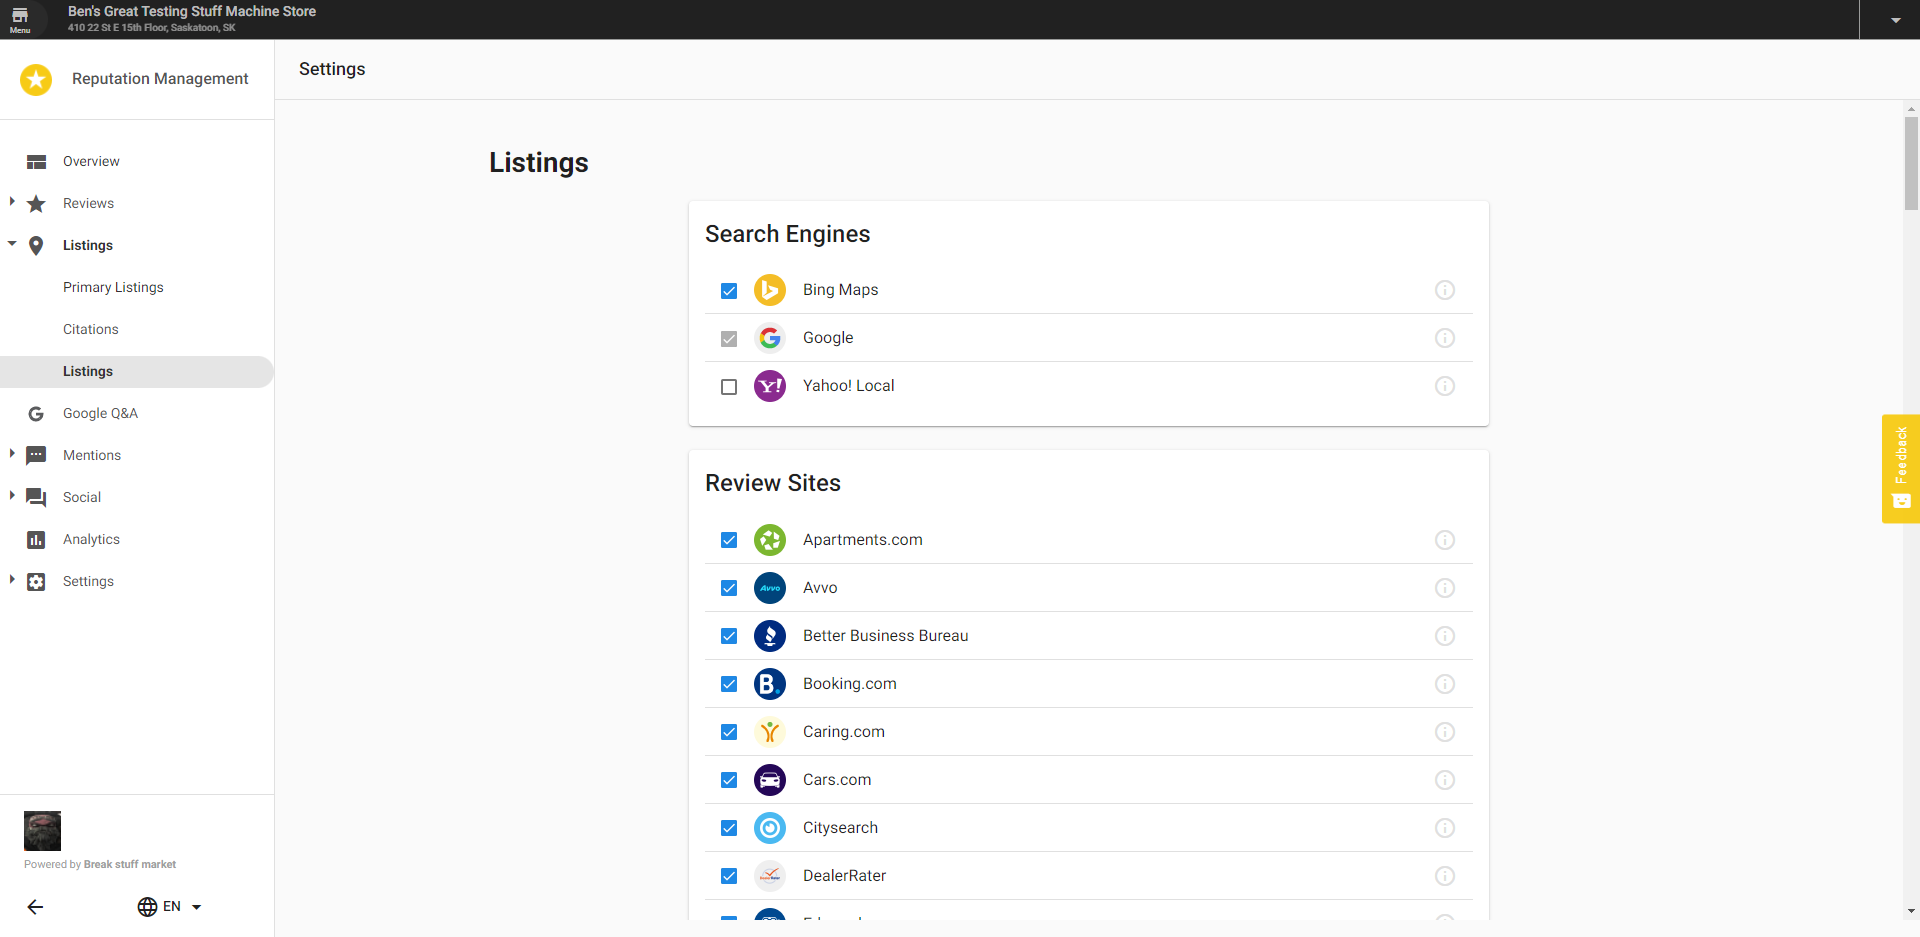 Menu
Ben's Great Testing Stuff Machine Store
410 22 St E 15th Floor, Saskatoon, SK
Reputation Management
Settings
Overview
Reviews
Listings
Primary Listings
Citations
Listings
Google Q&A
Mentions
Social
Analytics
Settings
Powered by Break stuff market
EN
Listings
Search Engines
Bing Maps
Google
Y!
Yahoo! Local
Review Sites
Apartments.com
Avvo
Avvo
Better Business Bureau
B.
Booking.com
Caring.com
Cars.com
Citysearch
DealerRater
DealerRater
Feedback